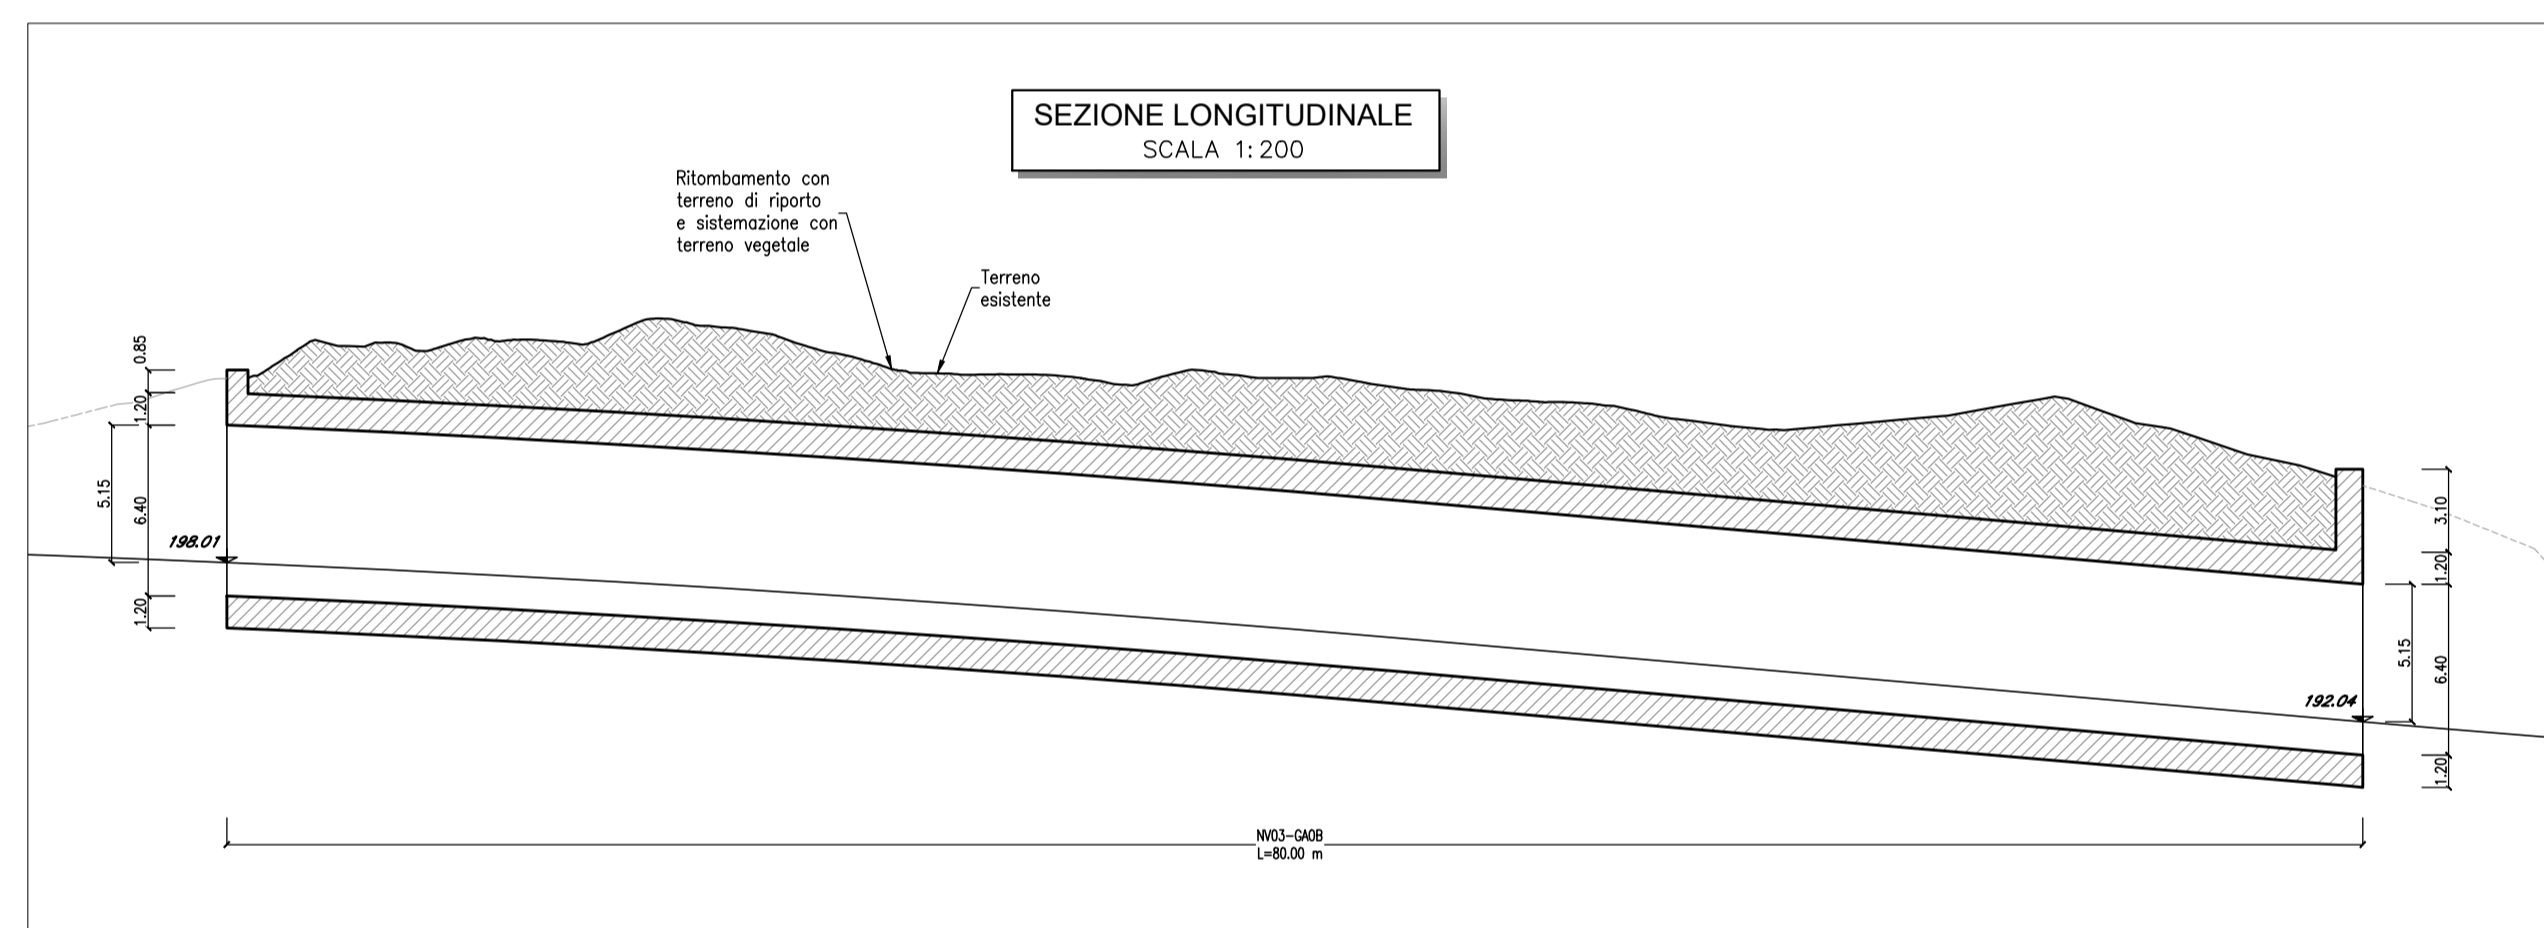 SEZIONE LONGITUDINALE
SCALA 1:200
Ritombamento con
terreno di riporto
e sistemazione con
terreno vegetale
Terreno
esistente
0.85
1.20
5.15
6.40
198.01
1.20
3.10
1.20
5.15
6.40
192.04
1.20
NV03-GA0B
L=80.00 m